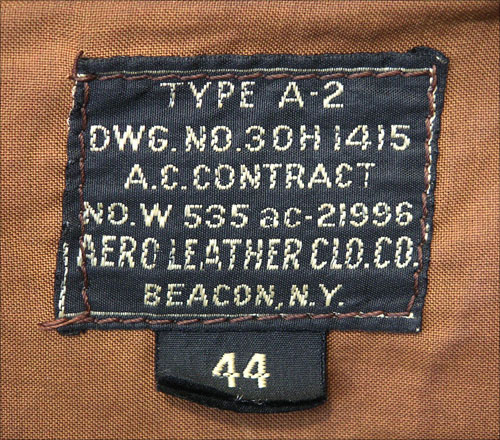 TYPE A-2
DWG. NO. 30H 1415
A.C. CONTRACT
NO. W 535 ac-21996
AERO LEATHER CLO. CO.
BEACON, N.Y.
44